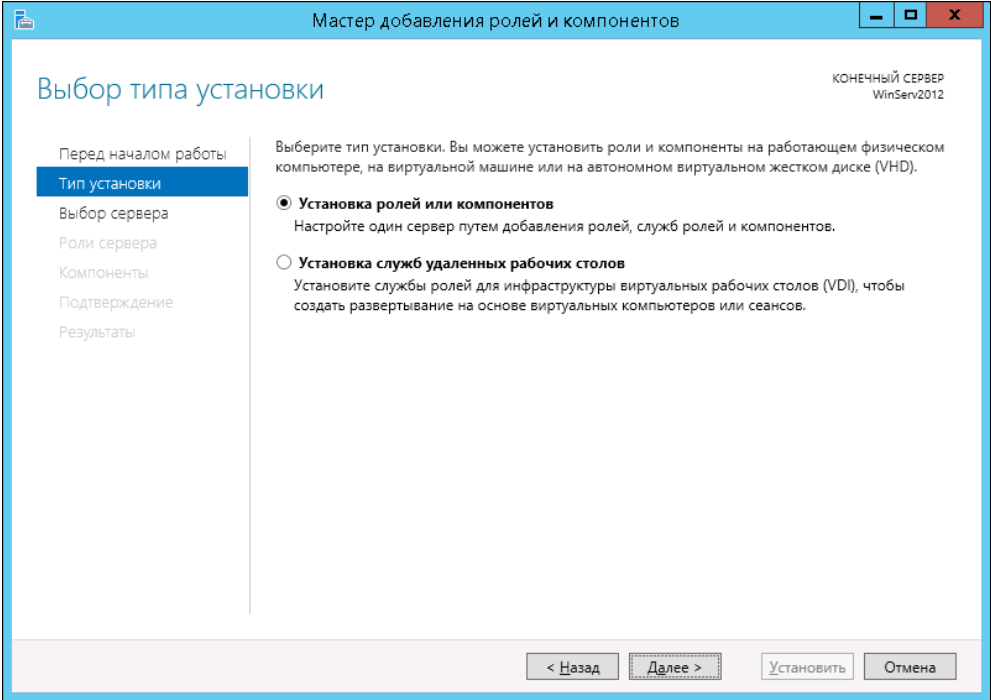 Мастер добавления ролей и компонентов
Выбор типа установки
КОНЕЧНЫЙ СЕРВЕР
WinServ2012
Перед началом работы
Тип установки
Выбор сервера
Роли сервера
Компоненты
Подтверждение
Результаты
Выберите тип установки. Вы можете установить роли и компоненты на работающем физическом
компьютере, на виртуальной машине или на автономном виртуальном жестком диске (VHD).
Установка ролей или компонентов
Настройте один сервер путем добавления ролей, служб ролей и компонентов.
Установка служб удаленных рабочих столов
Установите службы ролей для инфраструктуры виртуальных рабочих столов (VDI), чтобы
создать развертывание на основе виртуальных компьютеров или сеансов.
< Назад
Далее >
Установить
Отмена